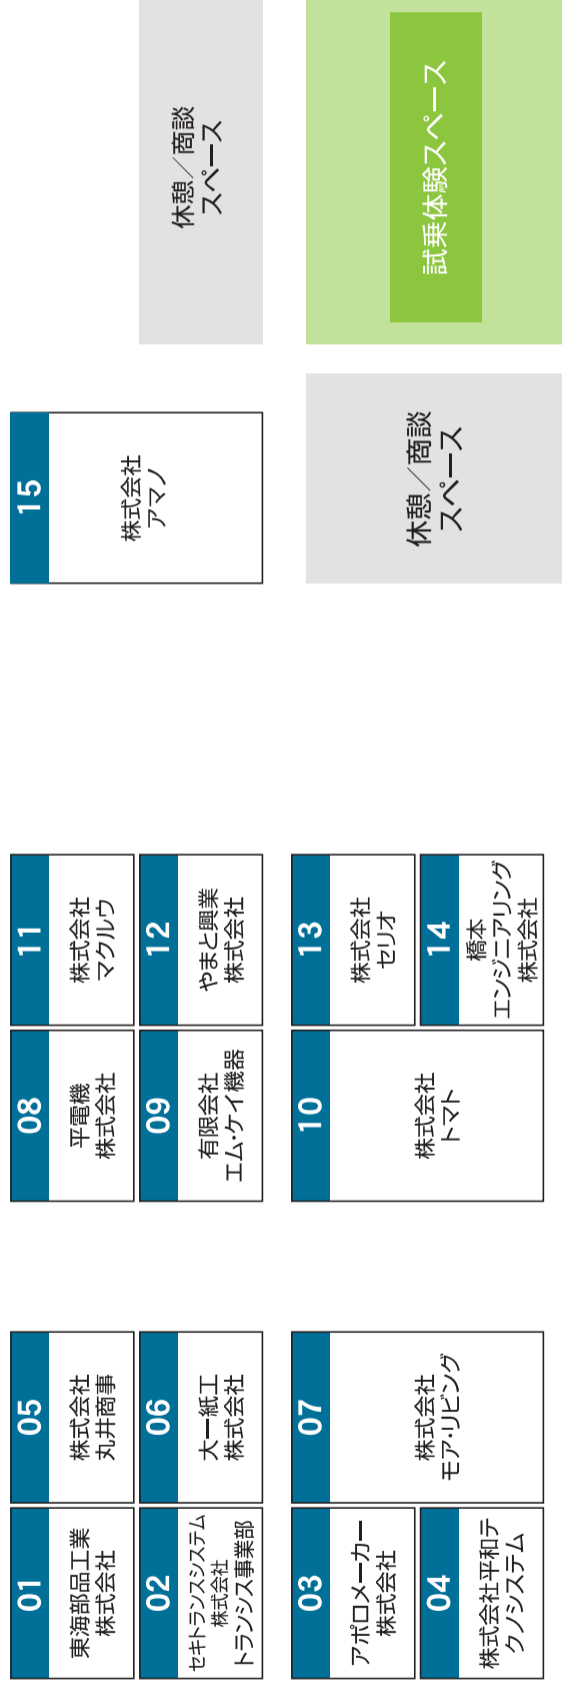 01
東海部品工業
株式会社
02
セキトランスシステム
株式会社
トランシス事業部
03
アポロメーカー
株式会社
04
株式会社平和テ
クノシステム
05
株式会社
丸井商事
06
大一紙工
株式会社
07
株式会社
モア・リビング
08
平電機
株式会社
09
有限会社
エム・ケイ機器
10
株式会社
トマト
11
株式会社
マクルウ
12
やまと興業
株式会社
13
株式会社
セリオ
14
橋本
エンジニアリング
株式会社
15
株式会社
アマノ
休憩／商談
スペース
休憩／商談
スペース
試乗体験スペース